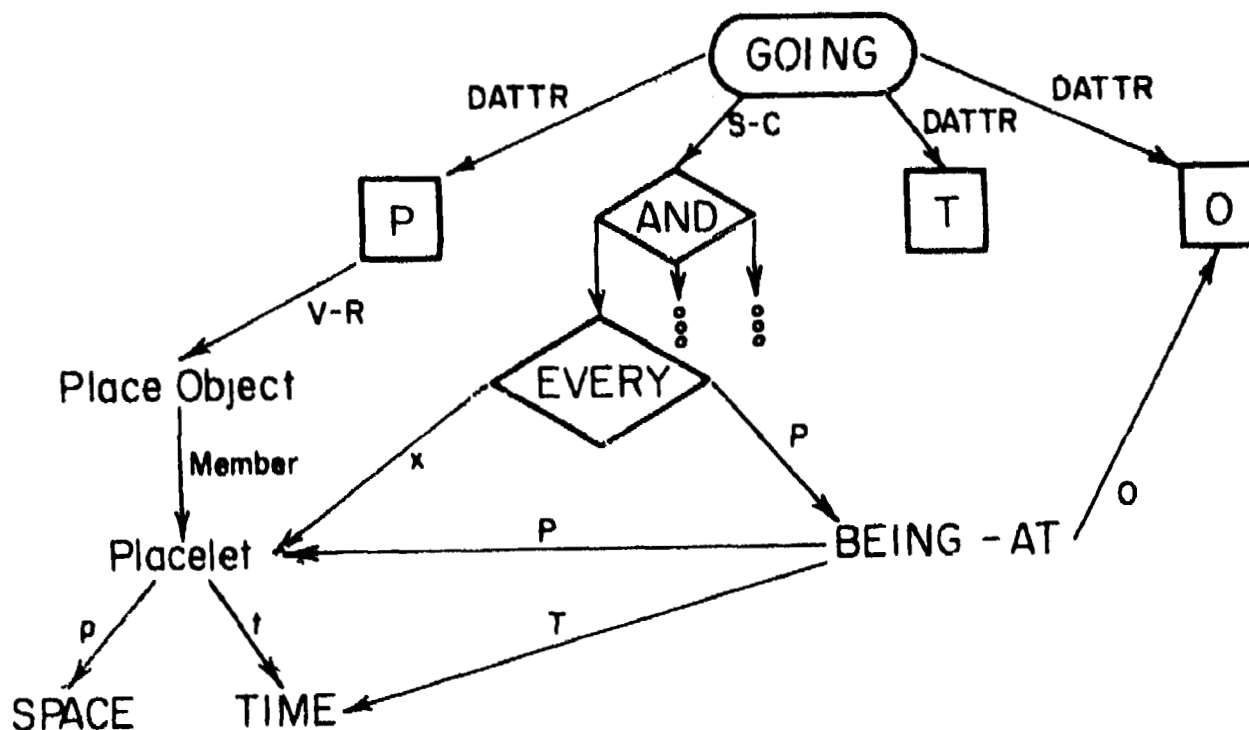 GOING
DATTR
S-C
DATTR
DATTR
P
AND
T
O
V-R
Place Object
EVERY
Member
x
P
O
Placelet
P
BEING - AT
p
t
T
SPACE
TIME